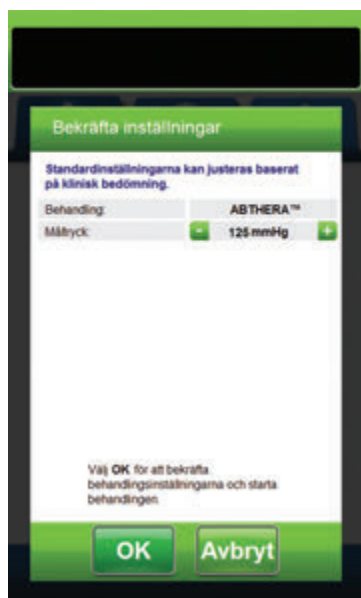 Bekräfta inställningar
Standardinställningarna kan justeras baserat
på klinisk bedömning.
Behandling: ABTHERA™
Måltryck: - 125 mmHg +
Välj OK för att bekräfta
behandlingsinställningarna och starta
behandlingen.
OK Avbryt